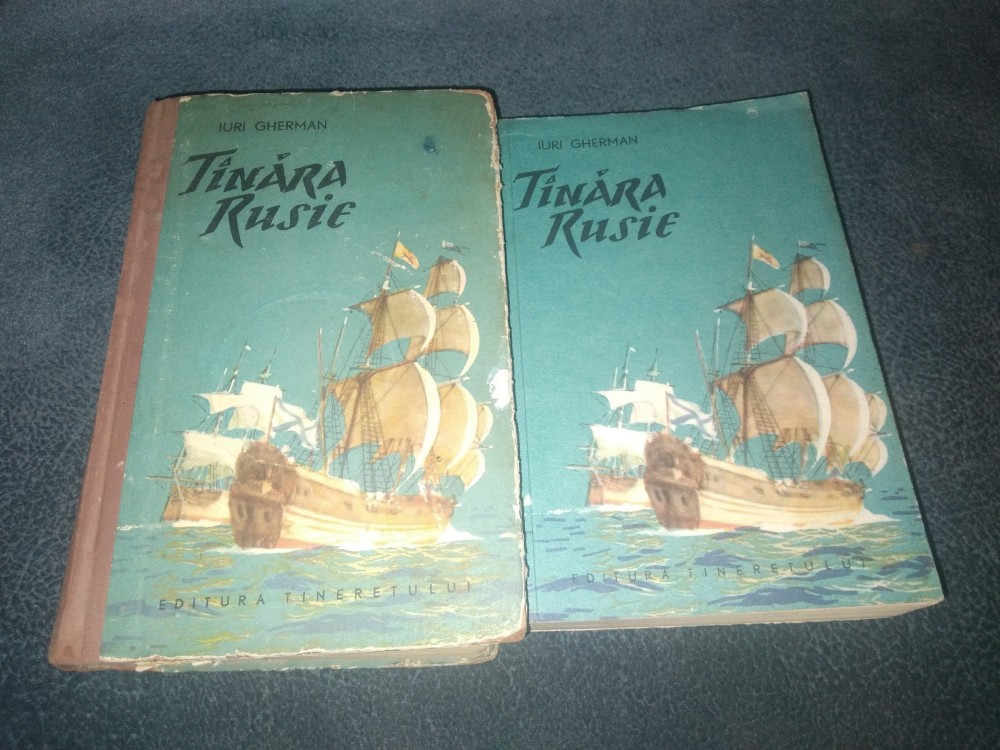 IURI GHERMAN
TÎNĂRA
RUSIE
EDITURA TINERETULUI
IURI GHERMAN
TÎNĂRA
RUSIE
EDITURA TINERETULUI